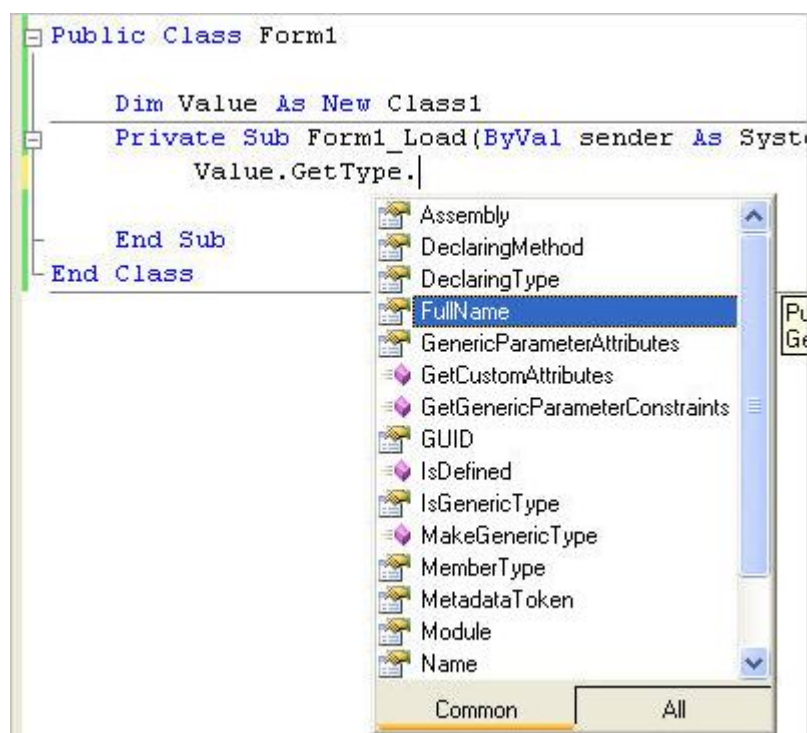 Public Class Form1
Dim Value As New Class1
Private Sub Form1_Load(ByVal sender As Syst
Value.GetType.
End Sub
End Class
Assembly
DeclaringMethod
DeclaringType
FullName
GenericParameterAttributes
GetCustomAttributes
GetGenericParameterConstraints
GUID
IsDefined
IsGenericType
MakeGenericType
MemberType
MetadataToken
Module
Name
Common All
Pu
Ge